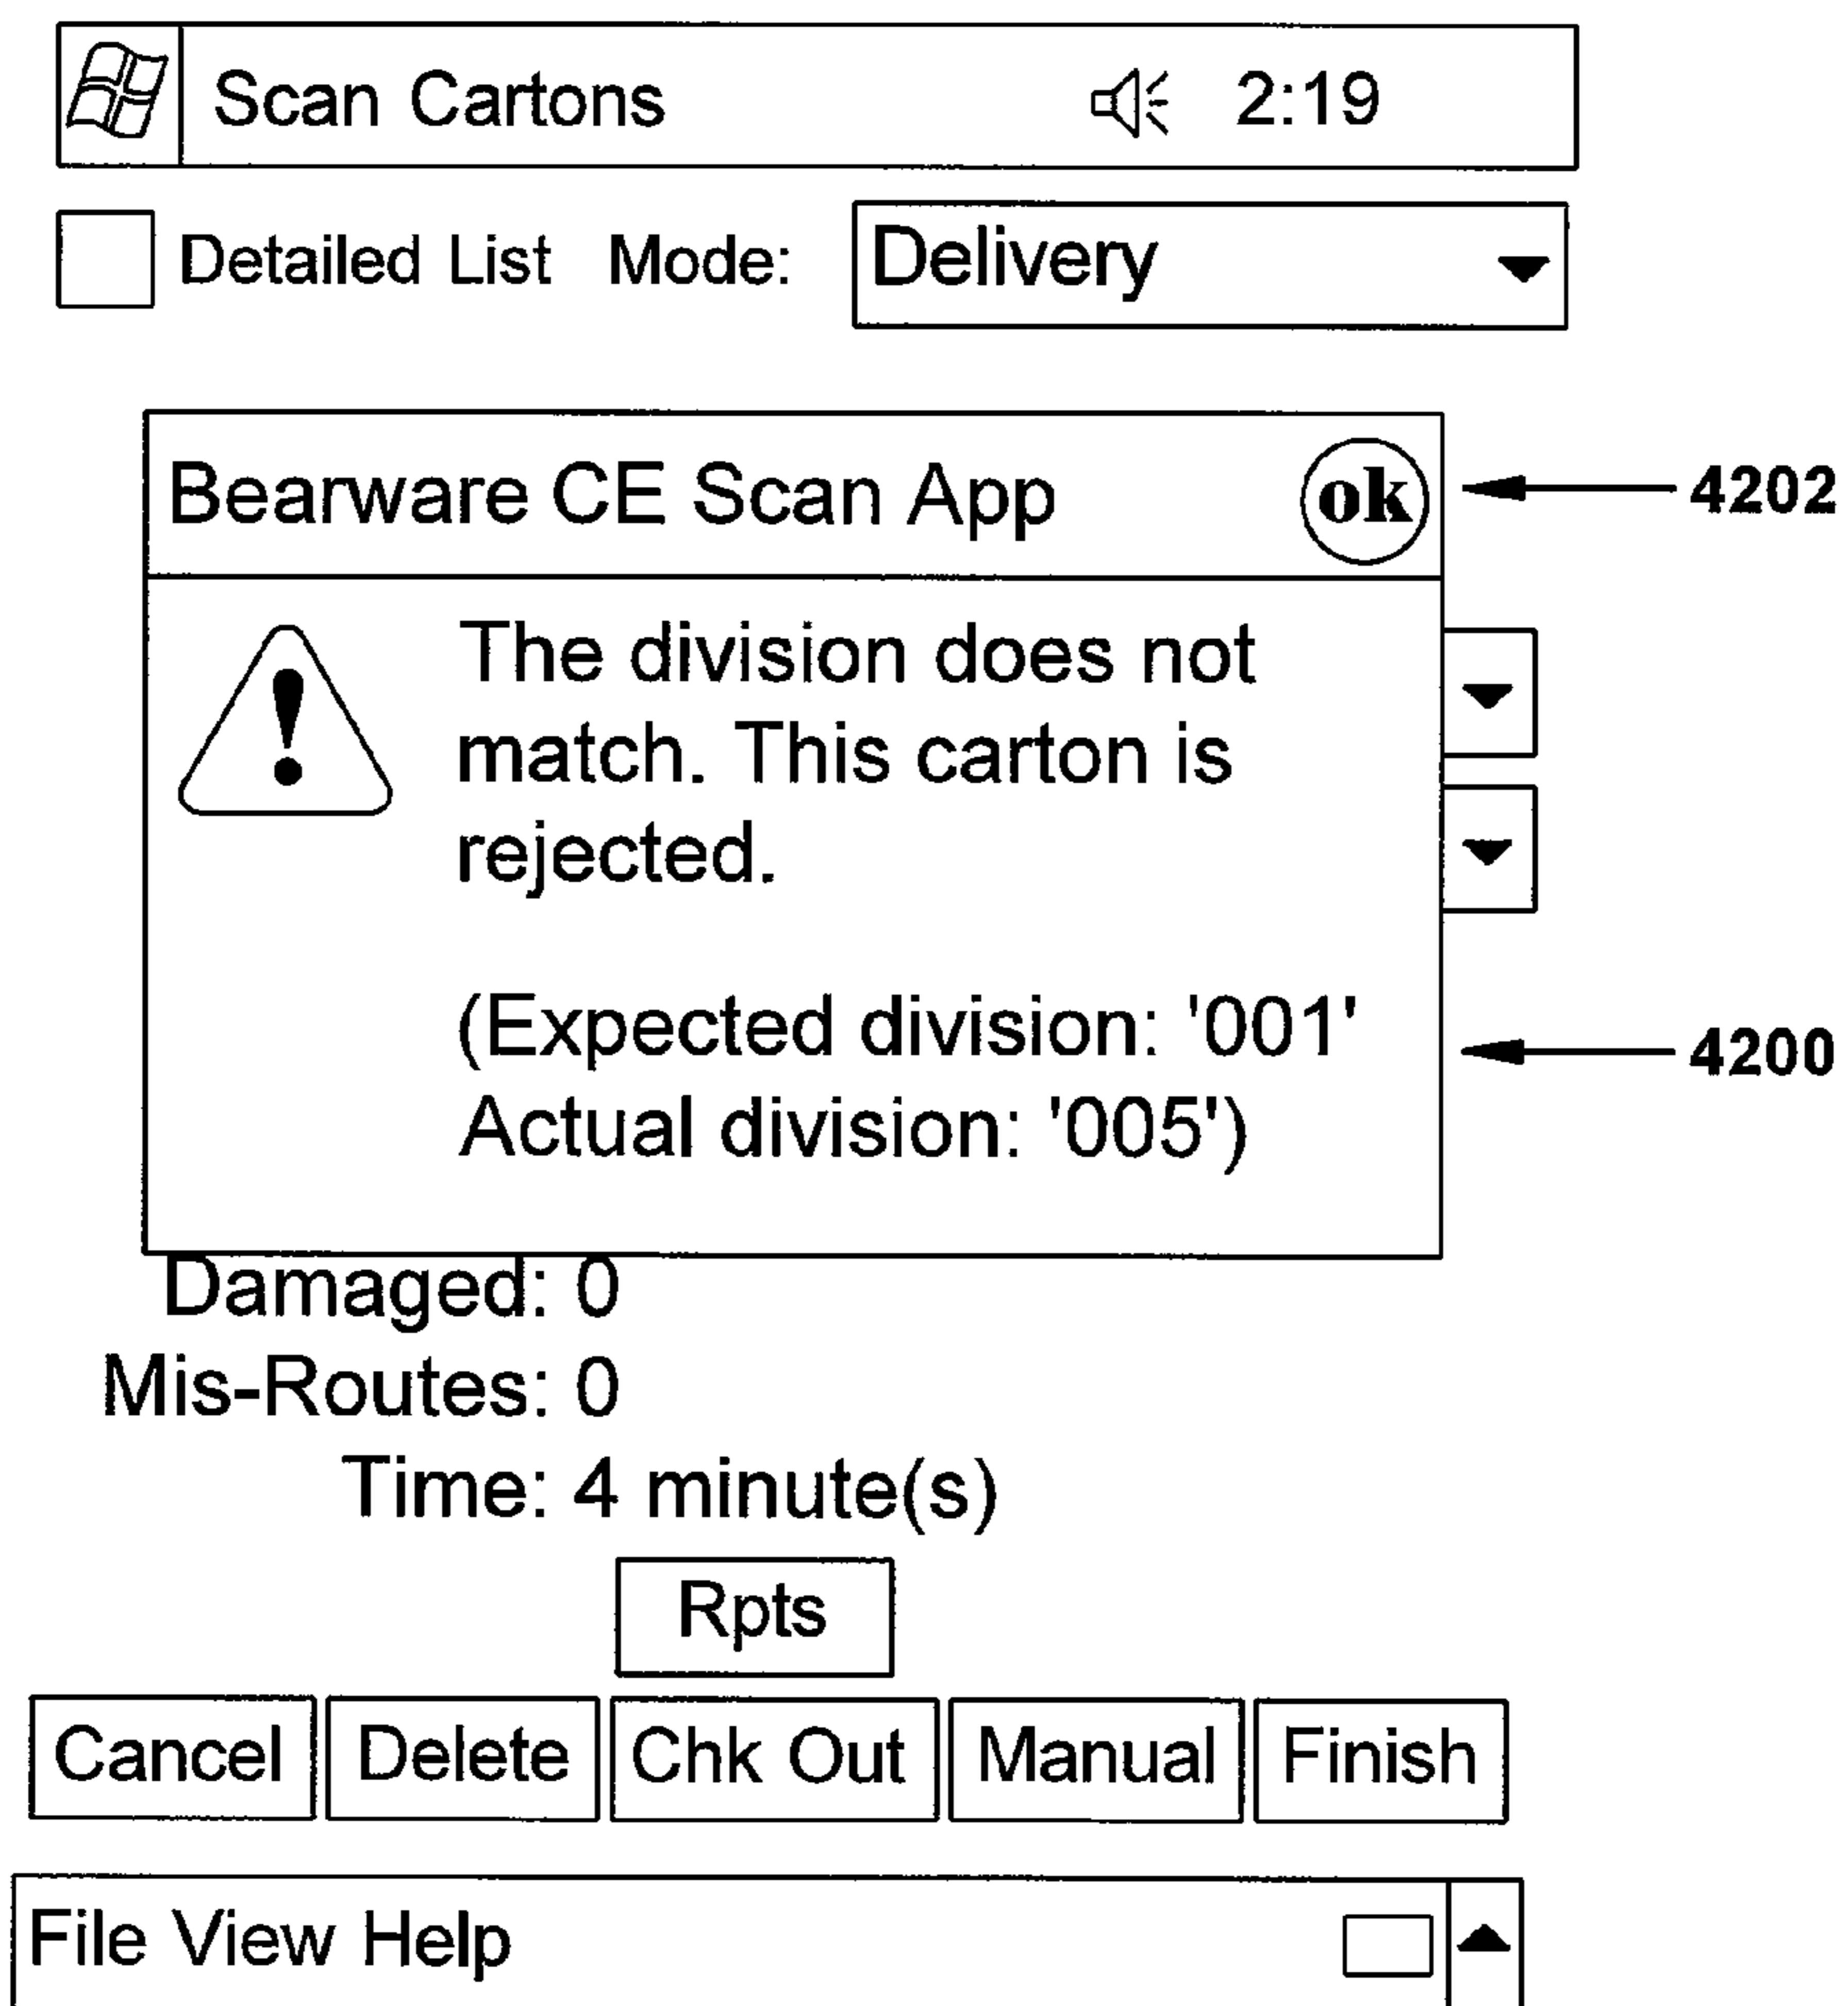 Scan Cartons 2:19
Detailed List Mode: Delivery
Bearware CE Scan App ok 4202
The division does not
match. This carton is
rejected.
(Expected division: '001' 4200
Actual division: '005')
Damaged: 0
Mis-Routes: 0
Time: 4 minute(s)
Rpts
Cancel Delete Chk Out Manual Finish
File View Help